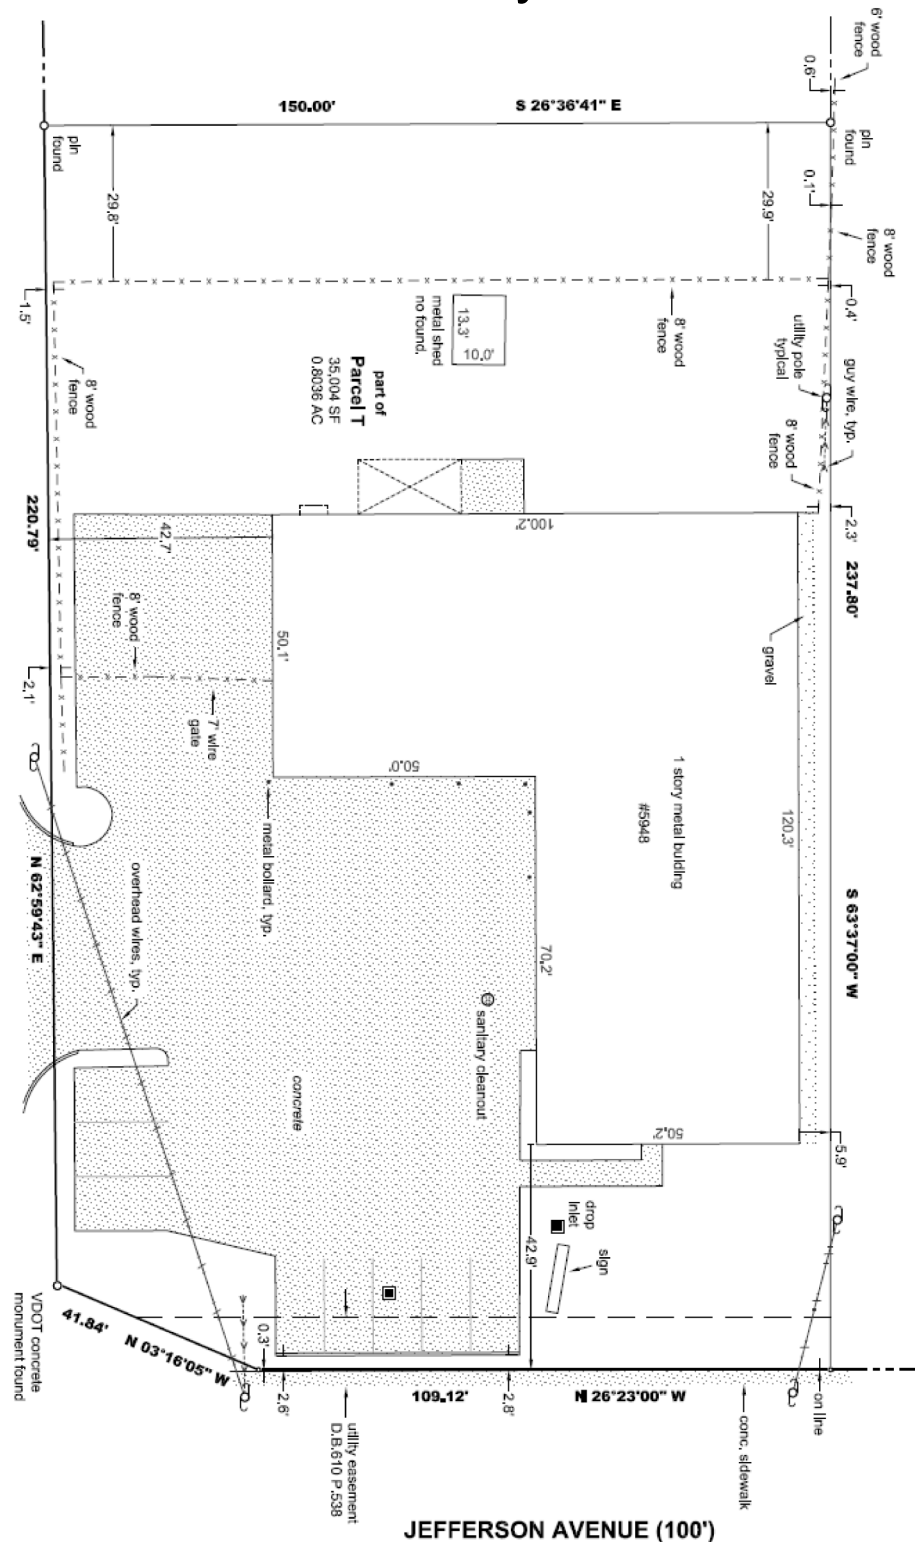 6' wood
fence
0.6'
150.00'
S 26°36'41" E
pin
found
pin
found
0.1'
29.8'
29.9'
8' wood
fence
1.5'
metal shed
no found.
13.3'
10.0'
8' wood
fence
0.4'
utility pole
typical
guy wire, typ.
part of
Parcel T
35,004 SF
0.8036 AC
8' wood
fence
8' wood
fence
220.79'
42.7'
100.2'
2.3'
237.80'
8' wood
fence
50.1'
gravel
2.1'
7' wire
gate
50.0'
1 story metal bulding
#5948
120.3'
metal bollard, typ.
N 62°59'43" E
overhead wires, typ.
70.2'
S 63°37'00" W
sanitary cleanout
concrete
50.2'
5.9'
drop
inlet
sign
42.9'
VDOT concrete
monument found
41.84'
N 03°16'05" W
0.3'
2.6'
109.12'
2.8'
N 26°23'00" W
on line
conc. sidewalk
utility easement
D.B.610 P.538
JEFFERSON AVENUE (100')